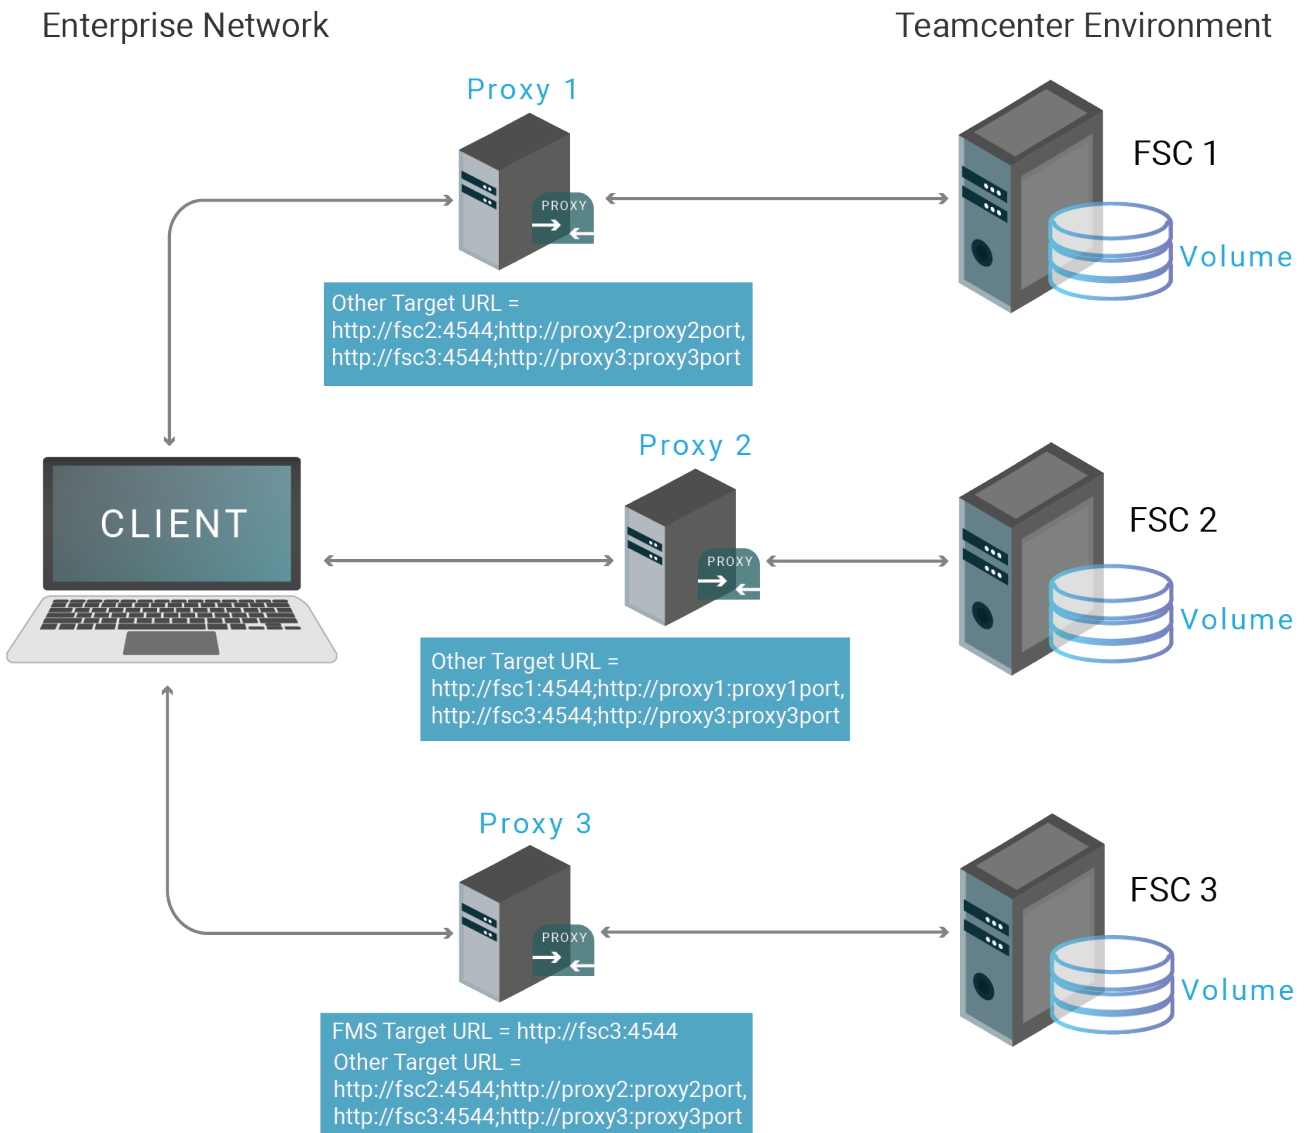 Enterprise Network
Teamcenter Environment
Proxy 1
PROXY
FSC 1
Volume
Other Target URL =
http://fsc2:4544;http://proxy2:proxy2port,
http://fsc3:4544;http://proxy3:proxy3port
CLIENT
Proxy 2
PROXY
FSC 2
Volume
Other Target URL =
http://fsc1:4544;http://proxy1:proxy1port,
http://fsc3:4544;http://proxy3:proxy3port
Proxy 3
PROXY
FSC 3
Volume
FMS Target URL = http://fsc3:4544
Other Target URL =
http://fsc2:4544;http://proxy2:proxy2port,
http://fsc3:4544;http://proxy3:proxy3port